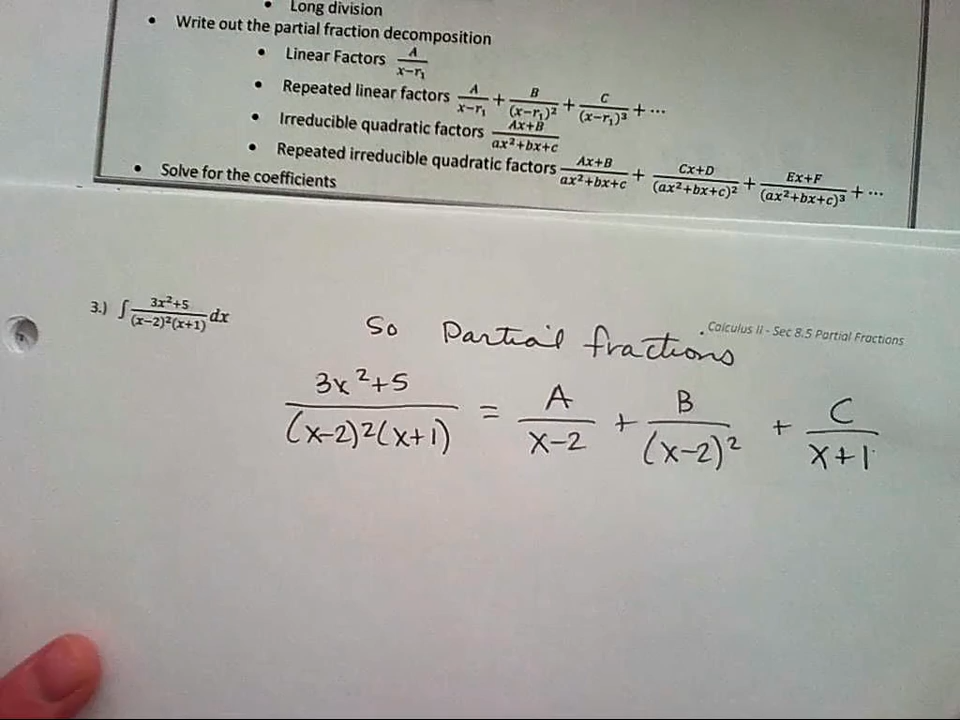 • Long division
• Write out the partial fraction decomposition
• Linear Factors A/(x−r₁)
• Repeated linear factors A/(x−r₁) + B/(x−r₁)² + C/(x−r₁)³ + ⋯
• Irreducible quadratic factors (Ax+B)/(ax²+bx+c)
• Repeated irreducible quadratic factors (Ax+B)/(ax²+bx+c) + (Cx+D)/(ax²+bx+c)² + (Ex+F)/(ax²+bx+c)³ + ⋯
• Solve for the coefficients
Calculus II - Sec 8.5 Partial Fractions
3.) ∫ (3x²+5)/((x−2)²(x+1)) dx
So Partial fractions
(3x²+5)/((x-2)²(x+1)) = A/(x-2) + B/(x-2)² + C/(x+1)